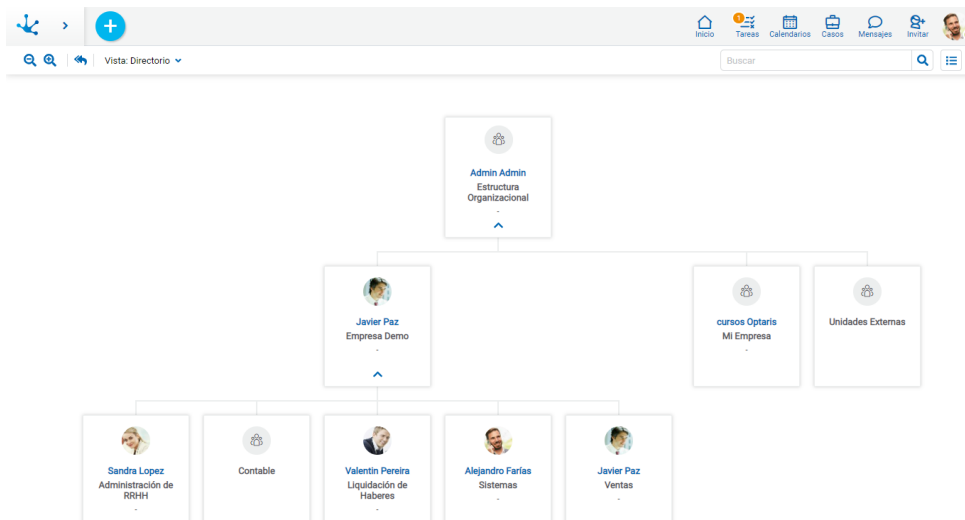 1
Inicio
Tareas
Calendarios
Casos
Mensajes
Invitar
Vista: Directorio
Buscar
Admin Admin
Estructura
Organizacional
-
Javier Paz
Empresa Demo
-
cursos Optaris
Mi Empresa
-
Unidades Externas
Sandra Lopez
Administración de
RRHH
-
Contable
Valentin Pereira
Liquidación de
Haberes
-
Alejandro Farías
Sistemas
-
Javier Paz
Ventas
-